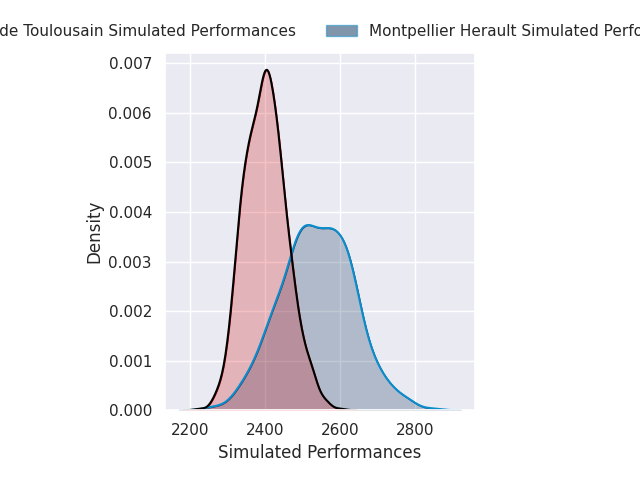 de Toulousain Simulated Performances
Montpellier Herault Simulated Perfo
0.007
0.006
0.005
0.004
0.003
0.002
0.001
0.000
Density
2200 2400 2600 2800
Simulated Performances